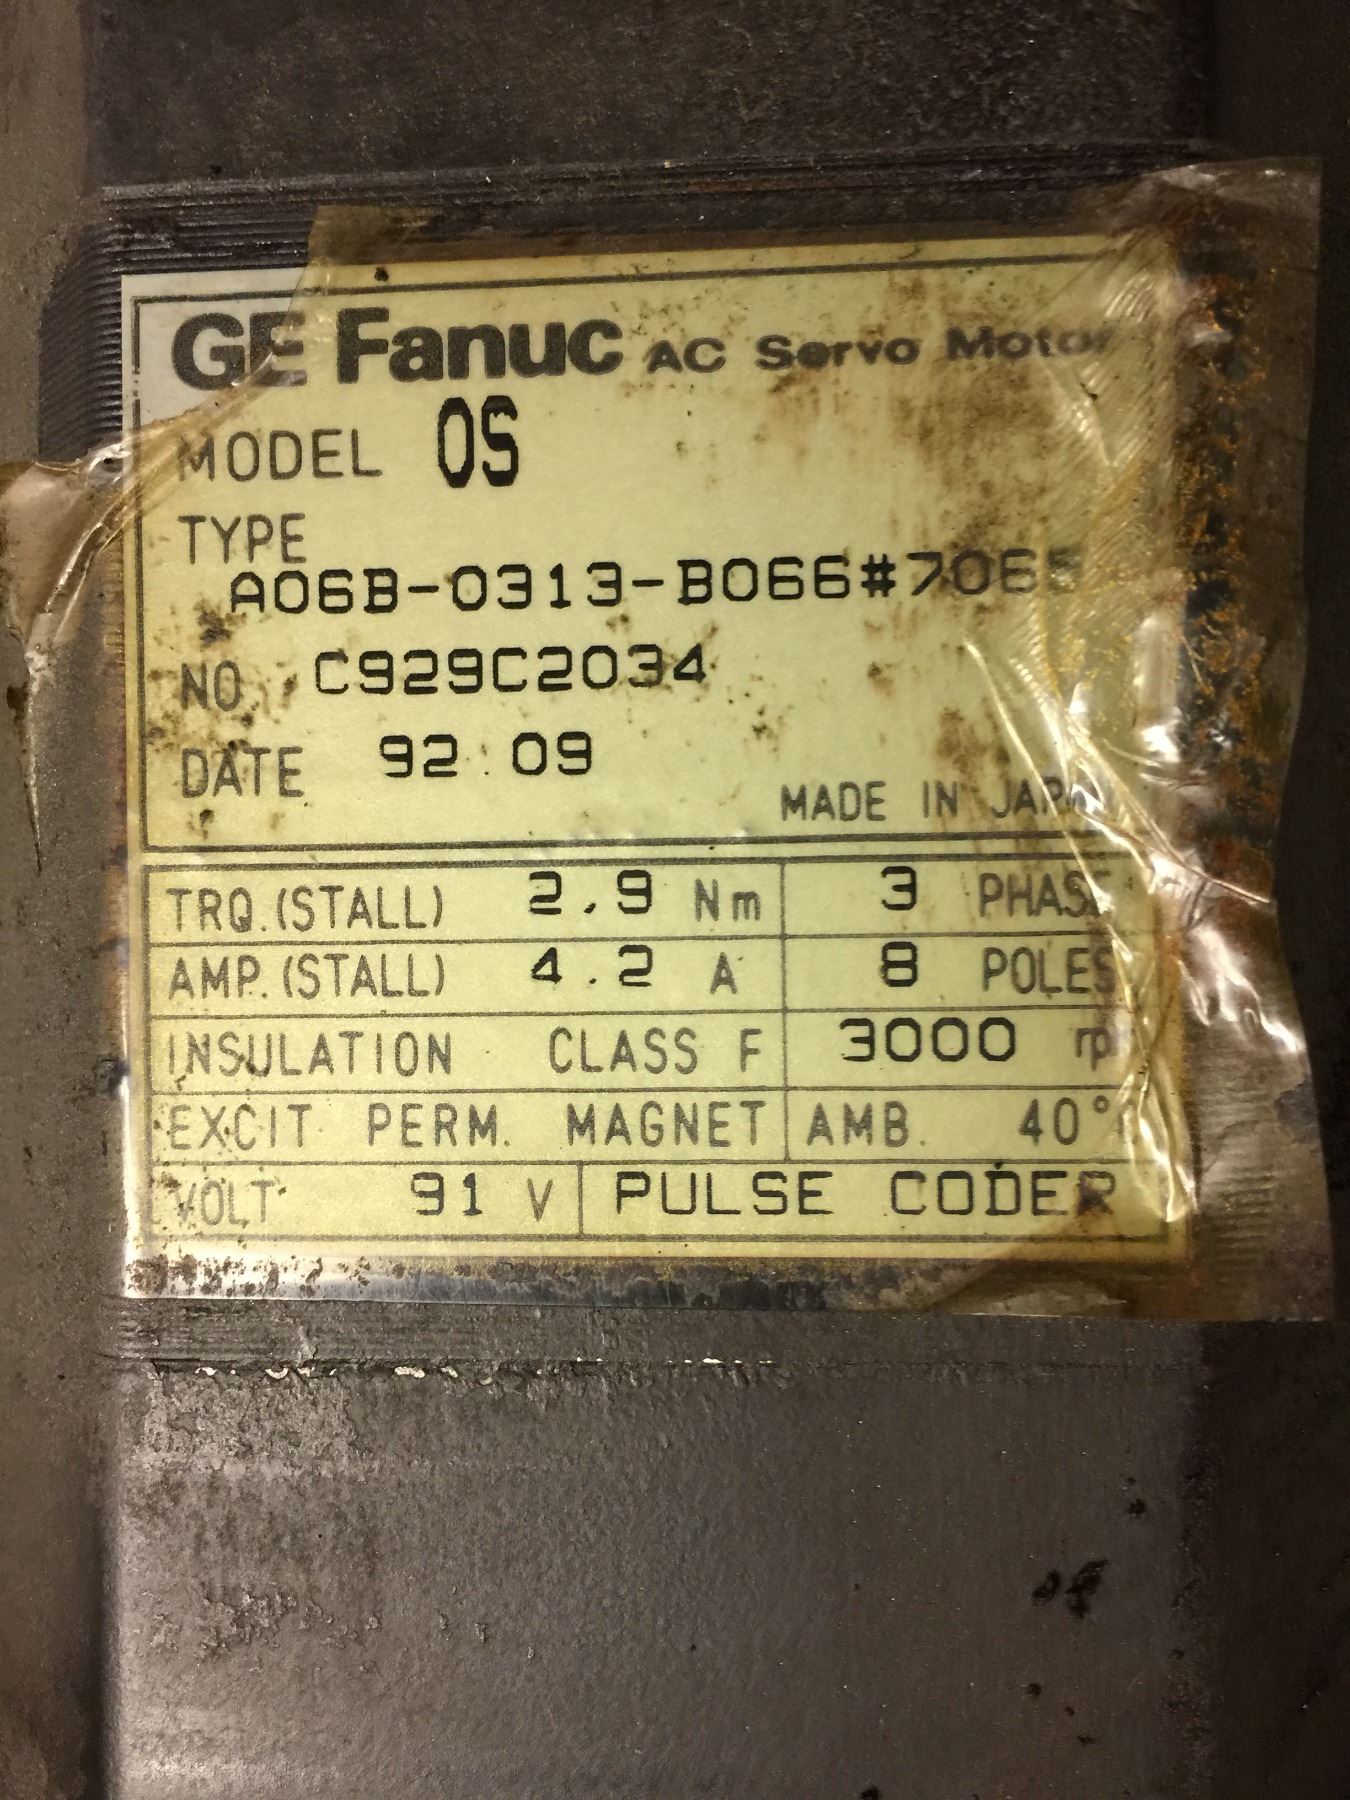 GE Fanuc AC Servo Motor
MODEL 0S
TYPE
A06B-0313-B066#706
NO. C929C2034
DATE 92.09
MADE IN JAPAN
TRQ.(STALL) 2.9 Nm 3 PHASE
AMP.(STALL) 4.2 A 8 POLES
INSULATION CLASS F 3000 rp
EXCIT PERM. MAGNET AMB. 40°
VOLT 91 V PULSE CODER